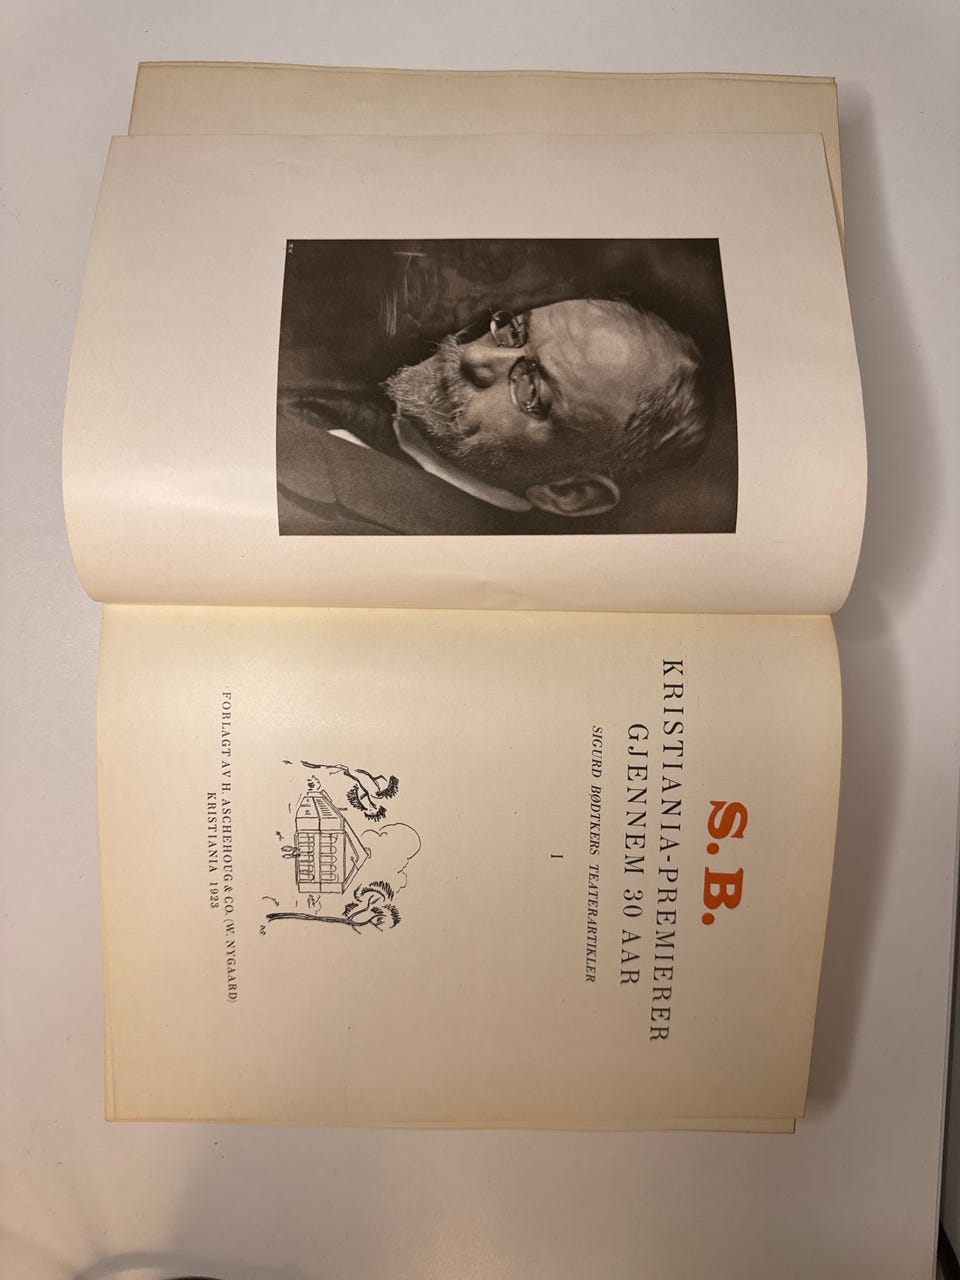 S. B.
KRISTIANIA-PREMIERER
GJENNEM 30 AAR
SIGURD BØDTKERS TEATERARTIKLER
I
FORLAGT AV H. ASCHEHOUG & CO. (W. NYGAARD)
KRISTIANIA 1923